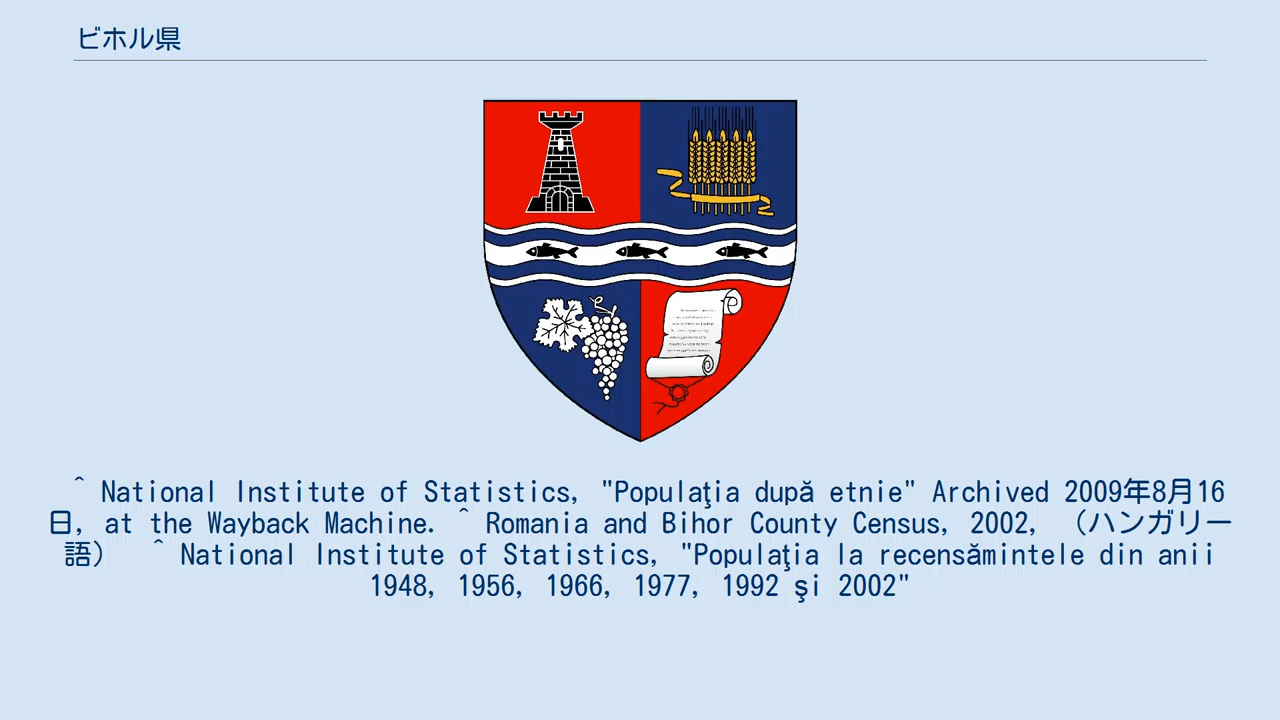 ビホル県
^ National Institute of Statistics, "Populaţia după etnie" Archived 2009年8月16
日, at the Wayback Machine. ^ Romania and Bihor County Census, 2002, （ハンガリー
語） ^ National Institute of Statistics, "Populaţia la recensămintele din anii
1948, 1956, 1966, 1977, 1992 şi 2002"